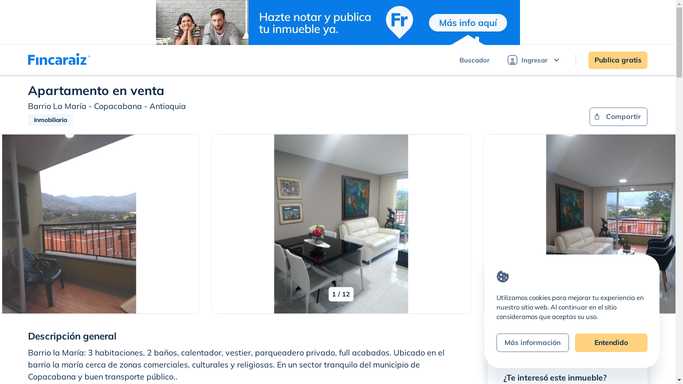 Hazte notar y publica
tu inmueble ya.
Fr
Más info aquí
Fincaraiz
Buscador
Ingresar
Publica gratis
Apartamento en venta
Barrio La María - Copacabana - Antioquia
Inmobiliaria
Compartir
1 / 12
Utilizamos cookies para mejorar tu experiencia en
nuestro sitio web. Al continuar en el sitio
consideramos que aceptas su uso.
Más información
Entendido
Descripción general
Barrio la María: 3 habitaciones, 2 baños, calentador, vestier, parqueadero privado, full acabados. Ubicado en el
barrio la maría cerca de zonas comerciales, culturales y religiosas. En un sector tranquilo del municipio de
Copacabana y buen transporte público..
¿Te interesó este inmueble?